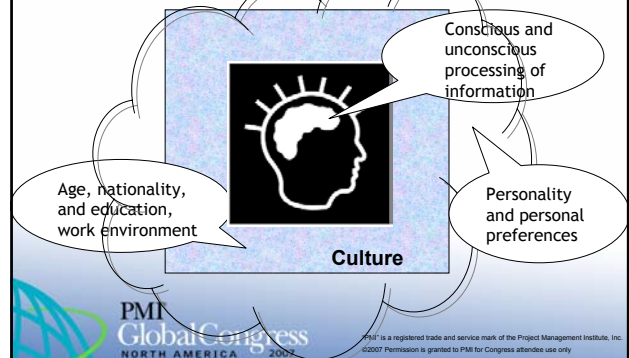 Conscious and
unconscious
processing of
information
Age, nationality,
and education,
work environment
Personality
and personal
preferences
Culture
PMI
GlobalCongress
NORTH AMERICA 2007
"PMI" is a registered trade and service mark of the Project Management Institute, Inc.
©2007 Permission is granted to PMI for Congress attendee use only